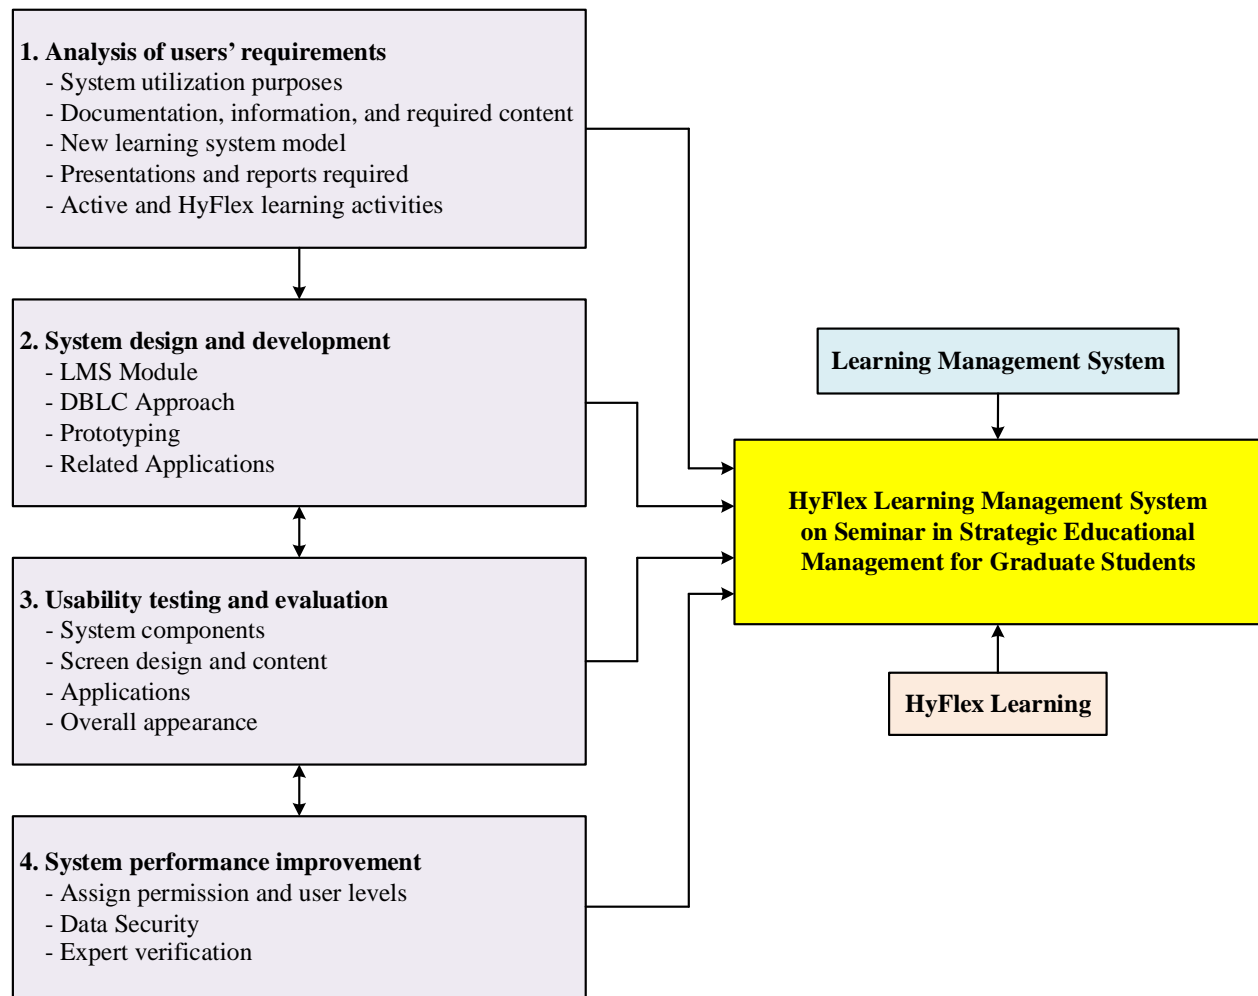 1. Analysis of users’ requirements
- System utilization purposes
- Documentation, information, and required content
- New learning system model
- Presentations and reports required
- Active and HyFlex learning activities
2. System design and development
- LMS Module
- DBLC Approach
- Prototyping
- Related Applications
3. Usability testing and evaluation
- System components
- Screen design and content
- Applications
- Overall appearance
4. System performance improvement
- Assign permission and user levels
- Data Security
- Expert verification
Learning Management System
HyFlex Learning Management System
on Seminar in Strategic Educational
Management for Graduate Students
HyFlex Learning